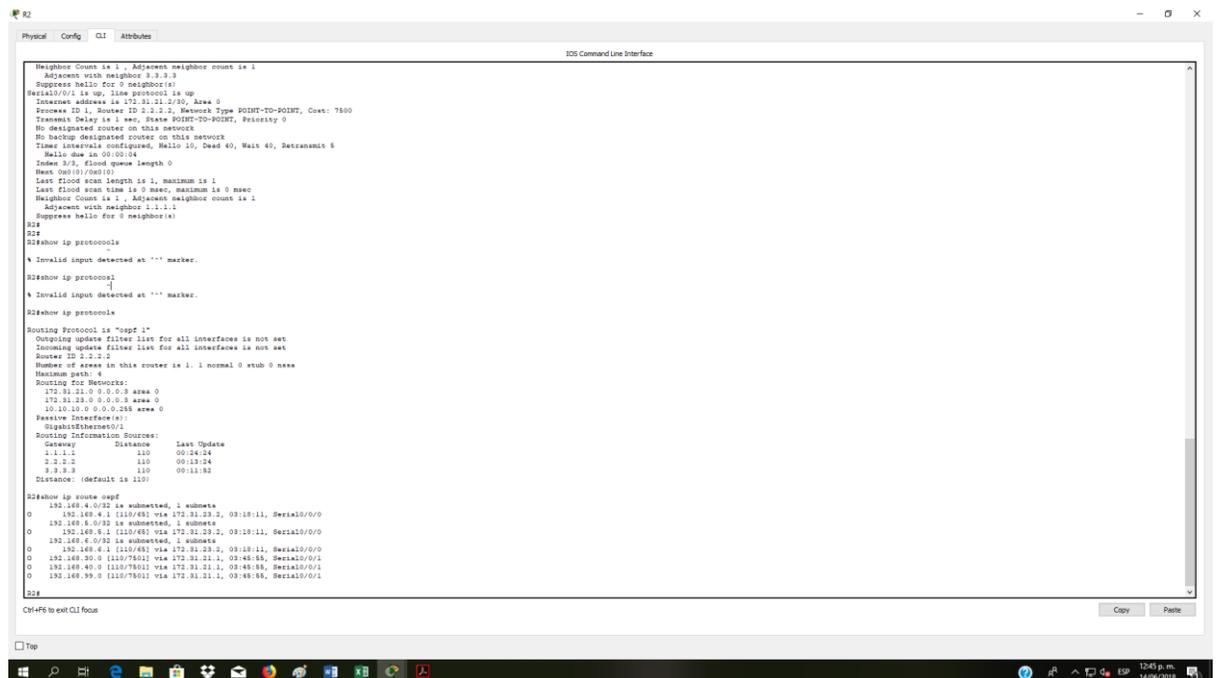 R2
Physical Config CLI Attributes
IOS Command Line Interface
Neighbor Count is 1 , Adjacent neighbor count is 1
Adjacent with neighbor 3.3.3.3
Suppress hello for 0 neighbor(s)
Serial0/0/1 is up, line protocol is up
Internet address is 172.31.21.2/30, Area 0
Process ID 1, Router ID 2.2.2.2, Network Type POINT-TO-POINT, Cost: 7500
Transmit Delay is 1 sec, State POINT-TO-POINT, Priority 0
No designated router on this network
No backup designated router on this network
Timer intervals configured, Hello 10, Dead 40, Wait 40, Retransmit 5
Hello due in 00:00:04
Index 3/3, flood queue length 0
Next 0x0(0)/0x0(0)
Last flood scan length is 1, maximum is 1
Last flood scan time is 0 msec, maximum is 0 msec
Neighbor Count is 1 , Adjacent neighbor count is 1
Adjacent with neighbor 1.1.1.1
Suppress hello for 0 neighbor(s)
R2#
R2#
R2#show ip protocools
^
% Invalid input detected at '^' marker.
R2#show ip protocosl
^
% Invalid input detected at '^' marker.
R2#show ip protocols
Routing Protocol is "ospf 1"
Outgoing update filter list for all interfaces is not set
Incoming update filter list for all interfaces is not set
Router ID 2.2.2.2
Number of areas in this router is 1. 1 normal 0 stub 0 nssa
Maximum path: 4
Routing for Networks:
172.31.21.0 0.0.0.3 area 0
172.31.23.0 0.0.0.3 area 0
10.10.10.0 0.0.0.255 area 0
Passive Interface(s):
GigabitEthernet0/1
Routing Information Sources:
Gateway Distance Last Update
1.1.1.1 110 00:24:24
2.2.2.2 110 00:13:24
3.3.3.3 110 00:11:52
Distance: (default is 110)
R2#show ip route ospf
192.168.4.0/32 is subnetted, 1 subnets
O 192.168.4.1 [110/65] via 172.31.23.2, 03:18:11, Serial0/0/0
192.168.5.0/32 is subnetted, 1 subnets
O 192.168.5.1 [110/65] via 172.31.23.2, 03:18:11, Serial0/0/0
192.168.6.0/32 is subnetted, 1 subnets
O 192.168.6.1 [110/65] via 172.31.23.2, 03:18:11, Serial0/0/0
O 192.168.30.0 [110/7501] via 172.31.21.1, 03:45:55, Serial0/0/1
O 192.168.40.0 [110/7501] via 172.31.21.1, 03:45:55, Serial0/0/1
O 192.168.99.0 [110/7501] via 172.31.21.1, 03:45:55, Serial0/0/1
R2#
Ctrl+F6 to exit CLI focus
Copy Paste
Top
ESP
12:45 p. m.
14/06/2018